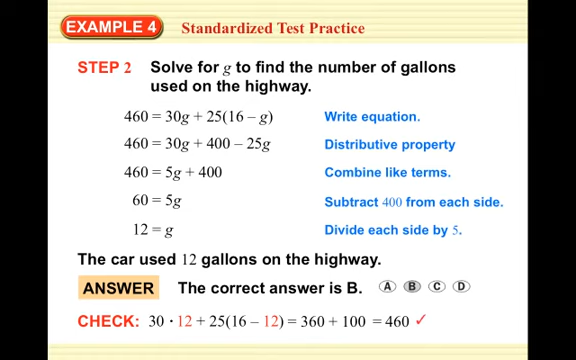 EXAMPLE 4 Standardized Test Practice
STEP 2 Solve for g to find the number of gallons
used on the highway.
460 = 30g + 25(16 – g) Write equation.
460 = 30g + 400 – 25g Distributive property
460 = 5g + 400 Combine like terms.
60 = 5g Subtract 400 from each side.
12 = g Divide each side by 5.
The car used 12 gallons on the highway.
ANSWER The correct answer is B. A B C D
CHECK: 30 · 12 + 25(16 – 12) = 360 + 100 = 460 ✓